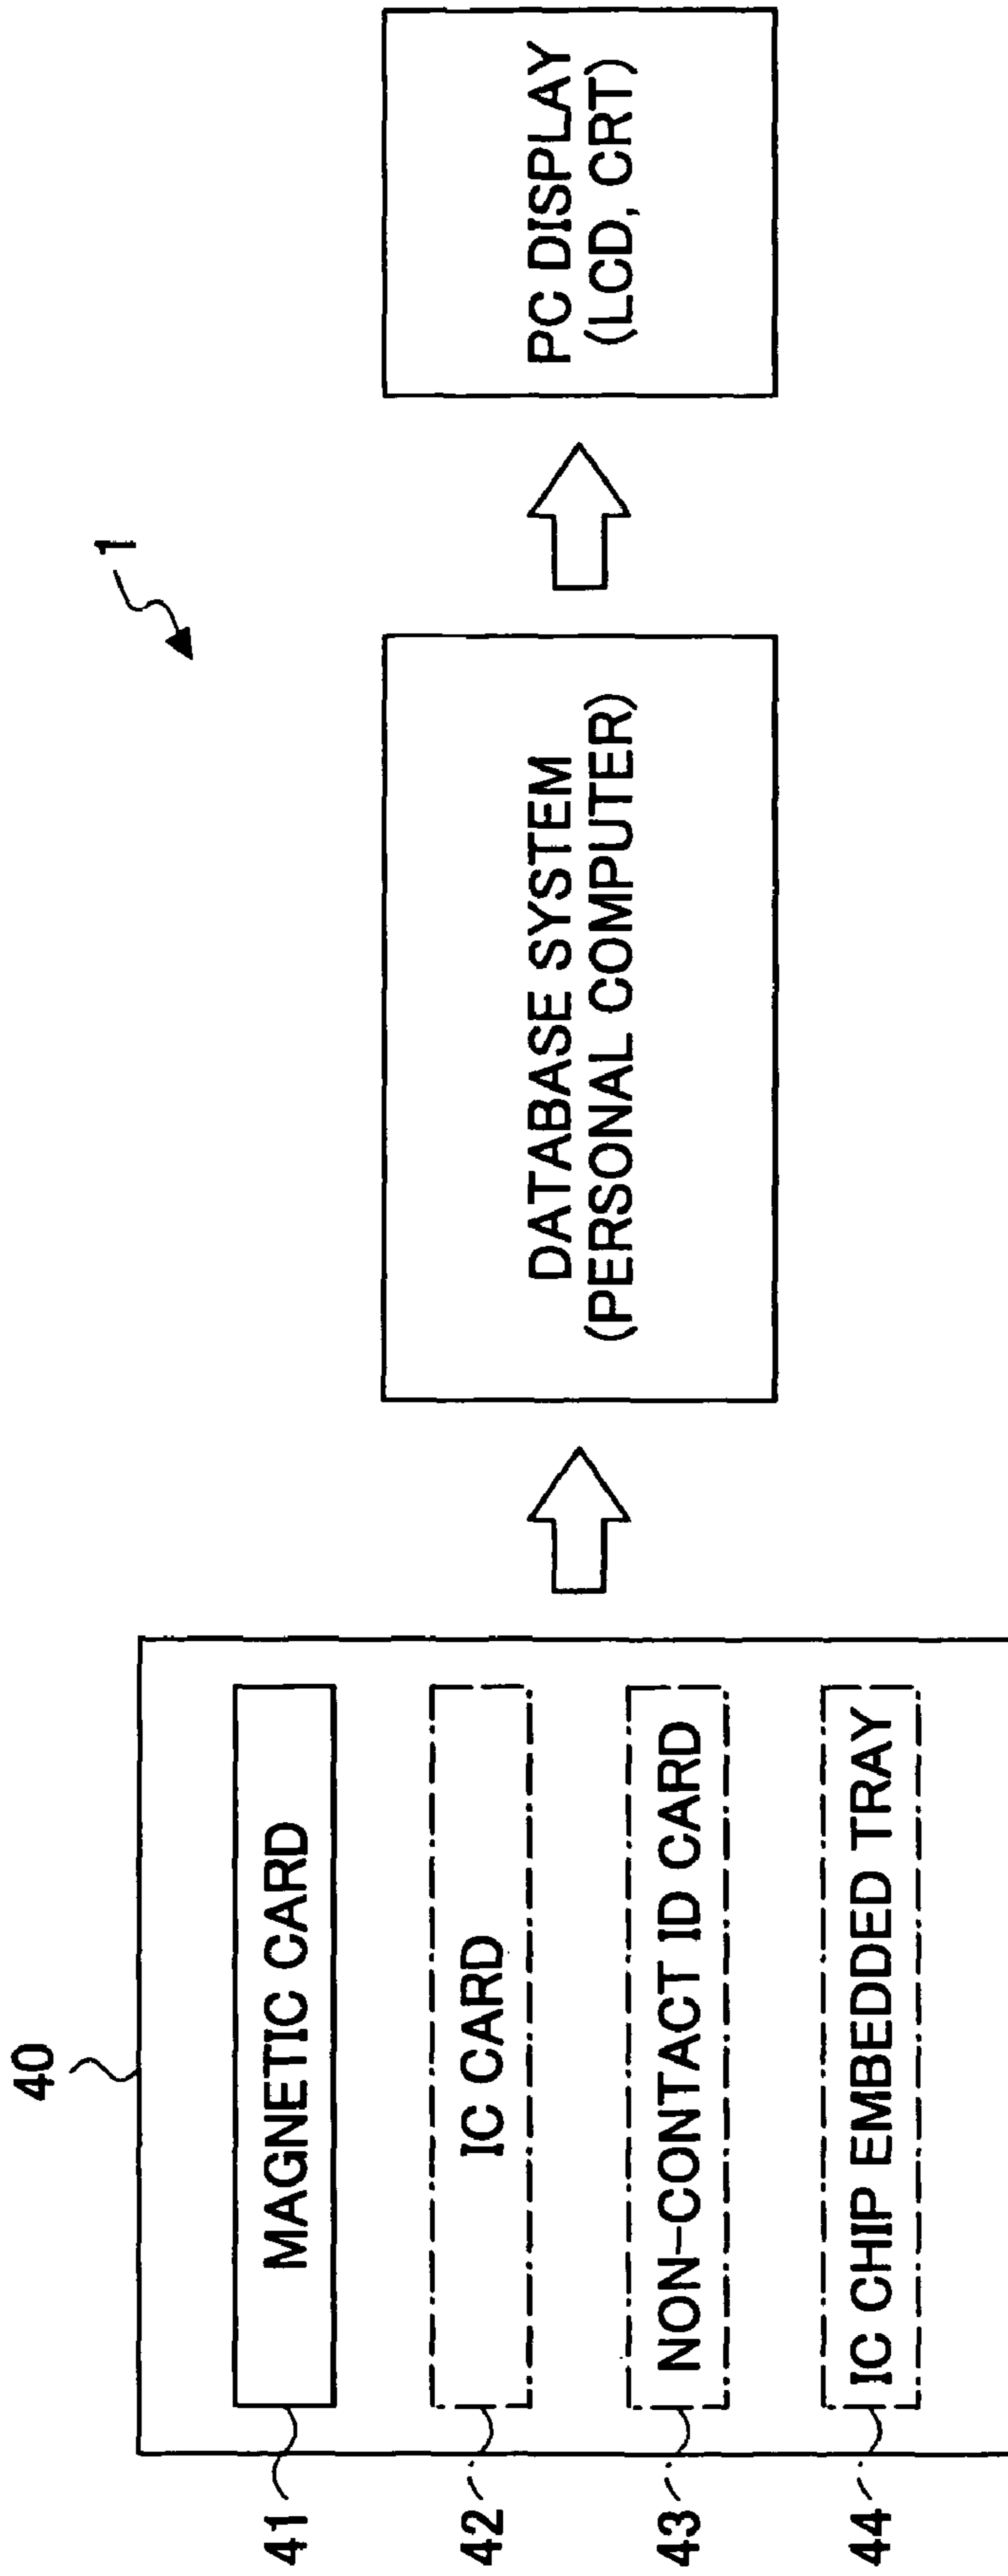 1
40
41
MAGNETIC CARD
42
IC CARD
43
NON-CONTACT ID CARD
44
IC CHIP EMBEDDED TRAY
DATABASE SYSTEM
(PERSONAL COMPUTER)
PC DISPLAY
(LCD, CRT)